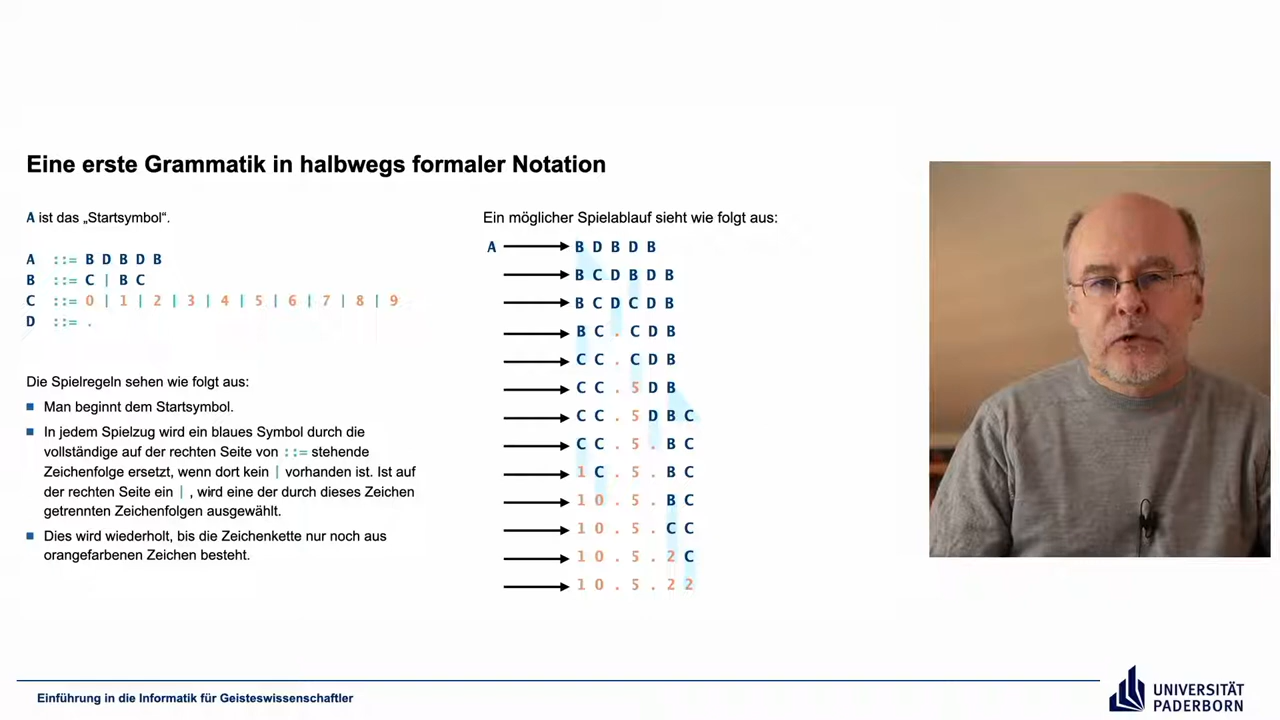 Eine erste Grammatik in halbwegs formaler Notation
A ist das „Startsymbol“.
A ::= B D B D B
B ::= C | B C
C ::= 0 | 1 | 2 | 3 | 4 | 5 | 6 | 7 | 8 | 9
D ::= .
Die Spielregeln sehen wie folgt aus:
Man beginnt dem Startsymbol.
In jedem Spielzug wird ein blaues Symbol durch die
vollständige auf der rechten Seite von ::= stehende
Zeichenfolge ersetzt, wenn dort kein | vorhanden ist. Ist auf
der rechten Seite ein | , wird eine der durch dieses Zeichen
getrennten Zeichenfolgen ausgewählt.
Dies wird wiederholt, bis die Zeichenkette nur noch aus
orangefarbenen Zeichen besteht.
Ein möglicher Spielablauf sieht wie folgt aus:
A B D B D B
B C D B D B
B C D C D B
B C . C D B
C C . C D B
C C . 5 D B
C C . 5 D B C
C C . 5 . B C
1 C . 5 . B C
1 0 . 5 . B C
1 0 . 5 . C C
1 0 . 5 . 2 C
1 0 . 5 . 2 2
Einführung in die Informatik für Geisteswissenschaftler
UNIVERSITÄT
PADERBORN